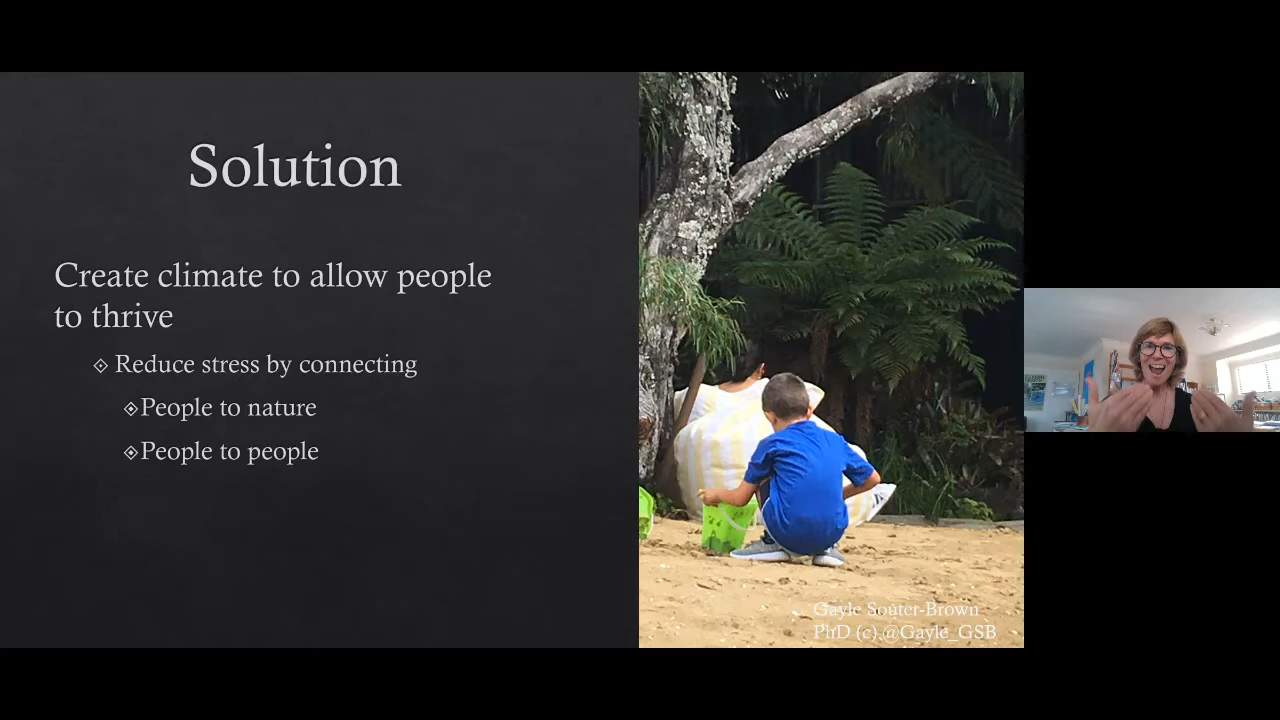 Solution
Create climate to allow people
to thrive
Reduce stress by connecting
People to nature
People to people
Gayle Souter-Brown
PhD (c) @Gayle_GSB